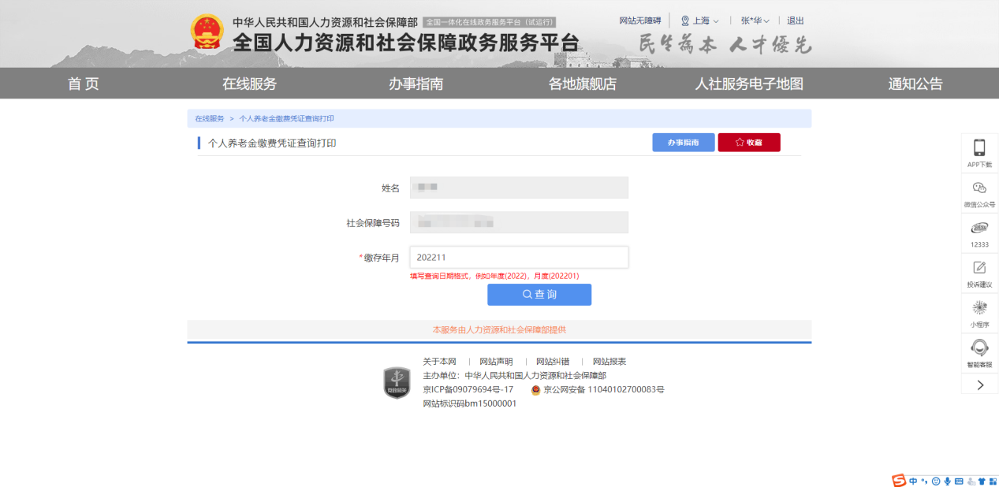 中华人民共和国人力资源和社会保障部 全国一体化在线政务服务平台（试运行）
全国人力资源和社会保障政务服务平台
网站无障碍 上海 张*华 退出
民生为本 人才優先
首页 在线服务 办事指南 各地旗舰店 人社服务电子地图 通知公告
在线服务 > 个人养老金缴费凭证查询打印
个人养老金缴费凭证查询打印 办事指南 收藏
姓名
社会保障号码
*缴存年月 202211
填写查询日期格式，例如年度(2022)，月度(202201)
查询
本服务由人力资源和社会保障部提供
关于本网 | 网站声明 | 网站纠错 | 网站报表
主办单位：中华人民共和国人力资源和社会保障部
京ICP备09079694号-17 京公网安备 11040102700083号
网站标识码bm15000001
党政机关
APP下载
微信公众号
12333
投诉建议
小程序
智能客服
中